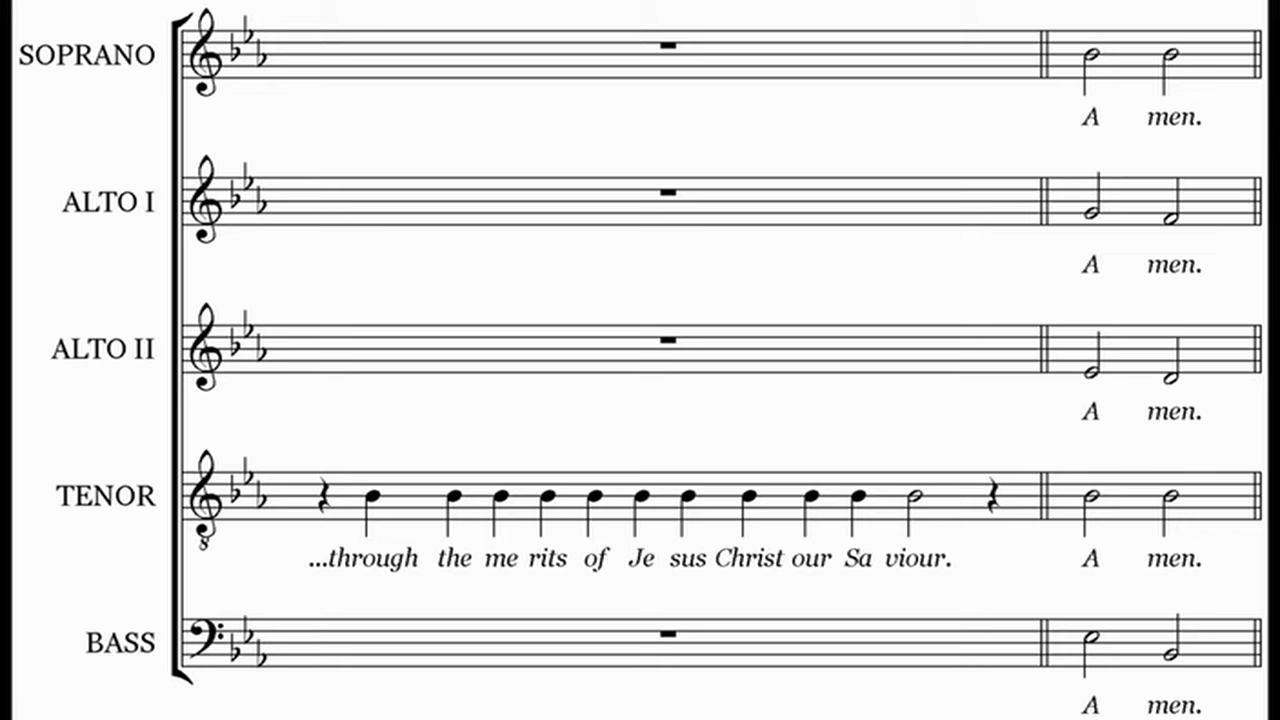 SOPRANO
A men.
ALTO I
A men.
ALTO II
A men.
TENOR
8
...through the me rits of Je sus Christ our Sa viour. A men.
BASS
A men.